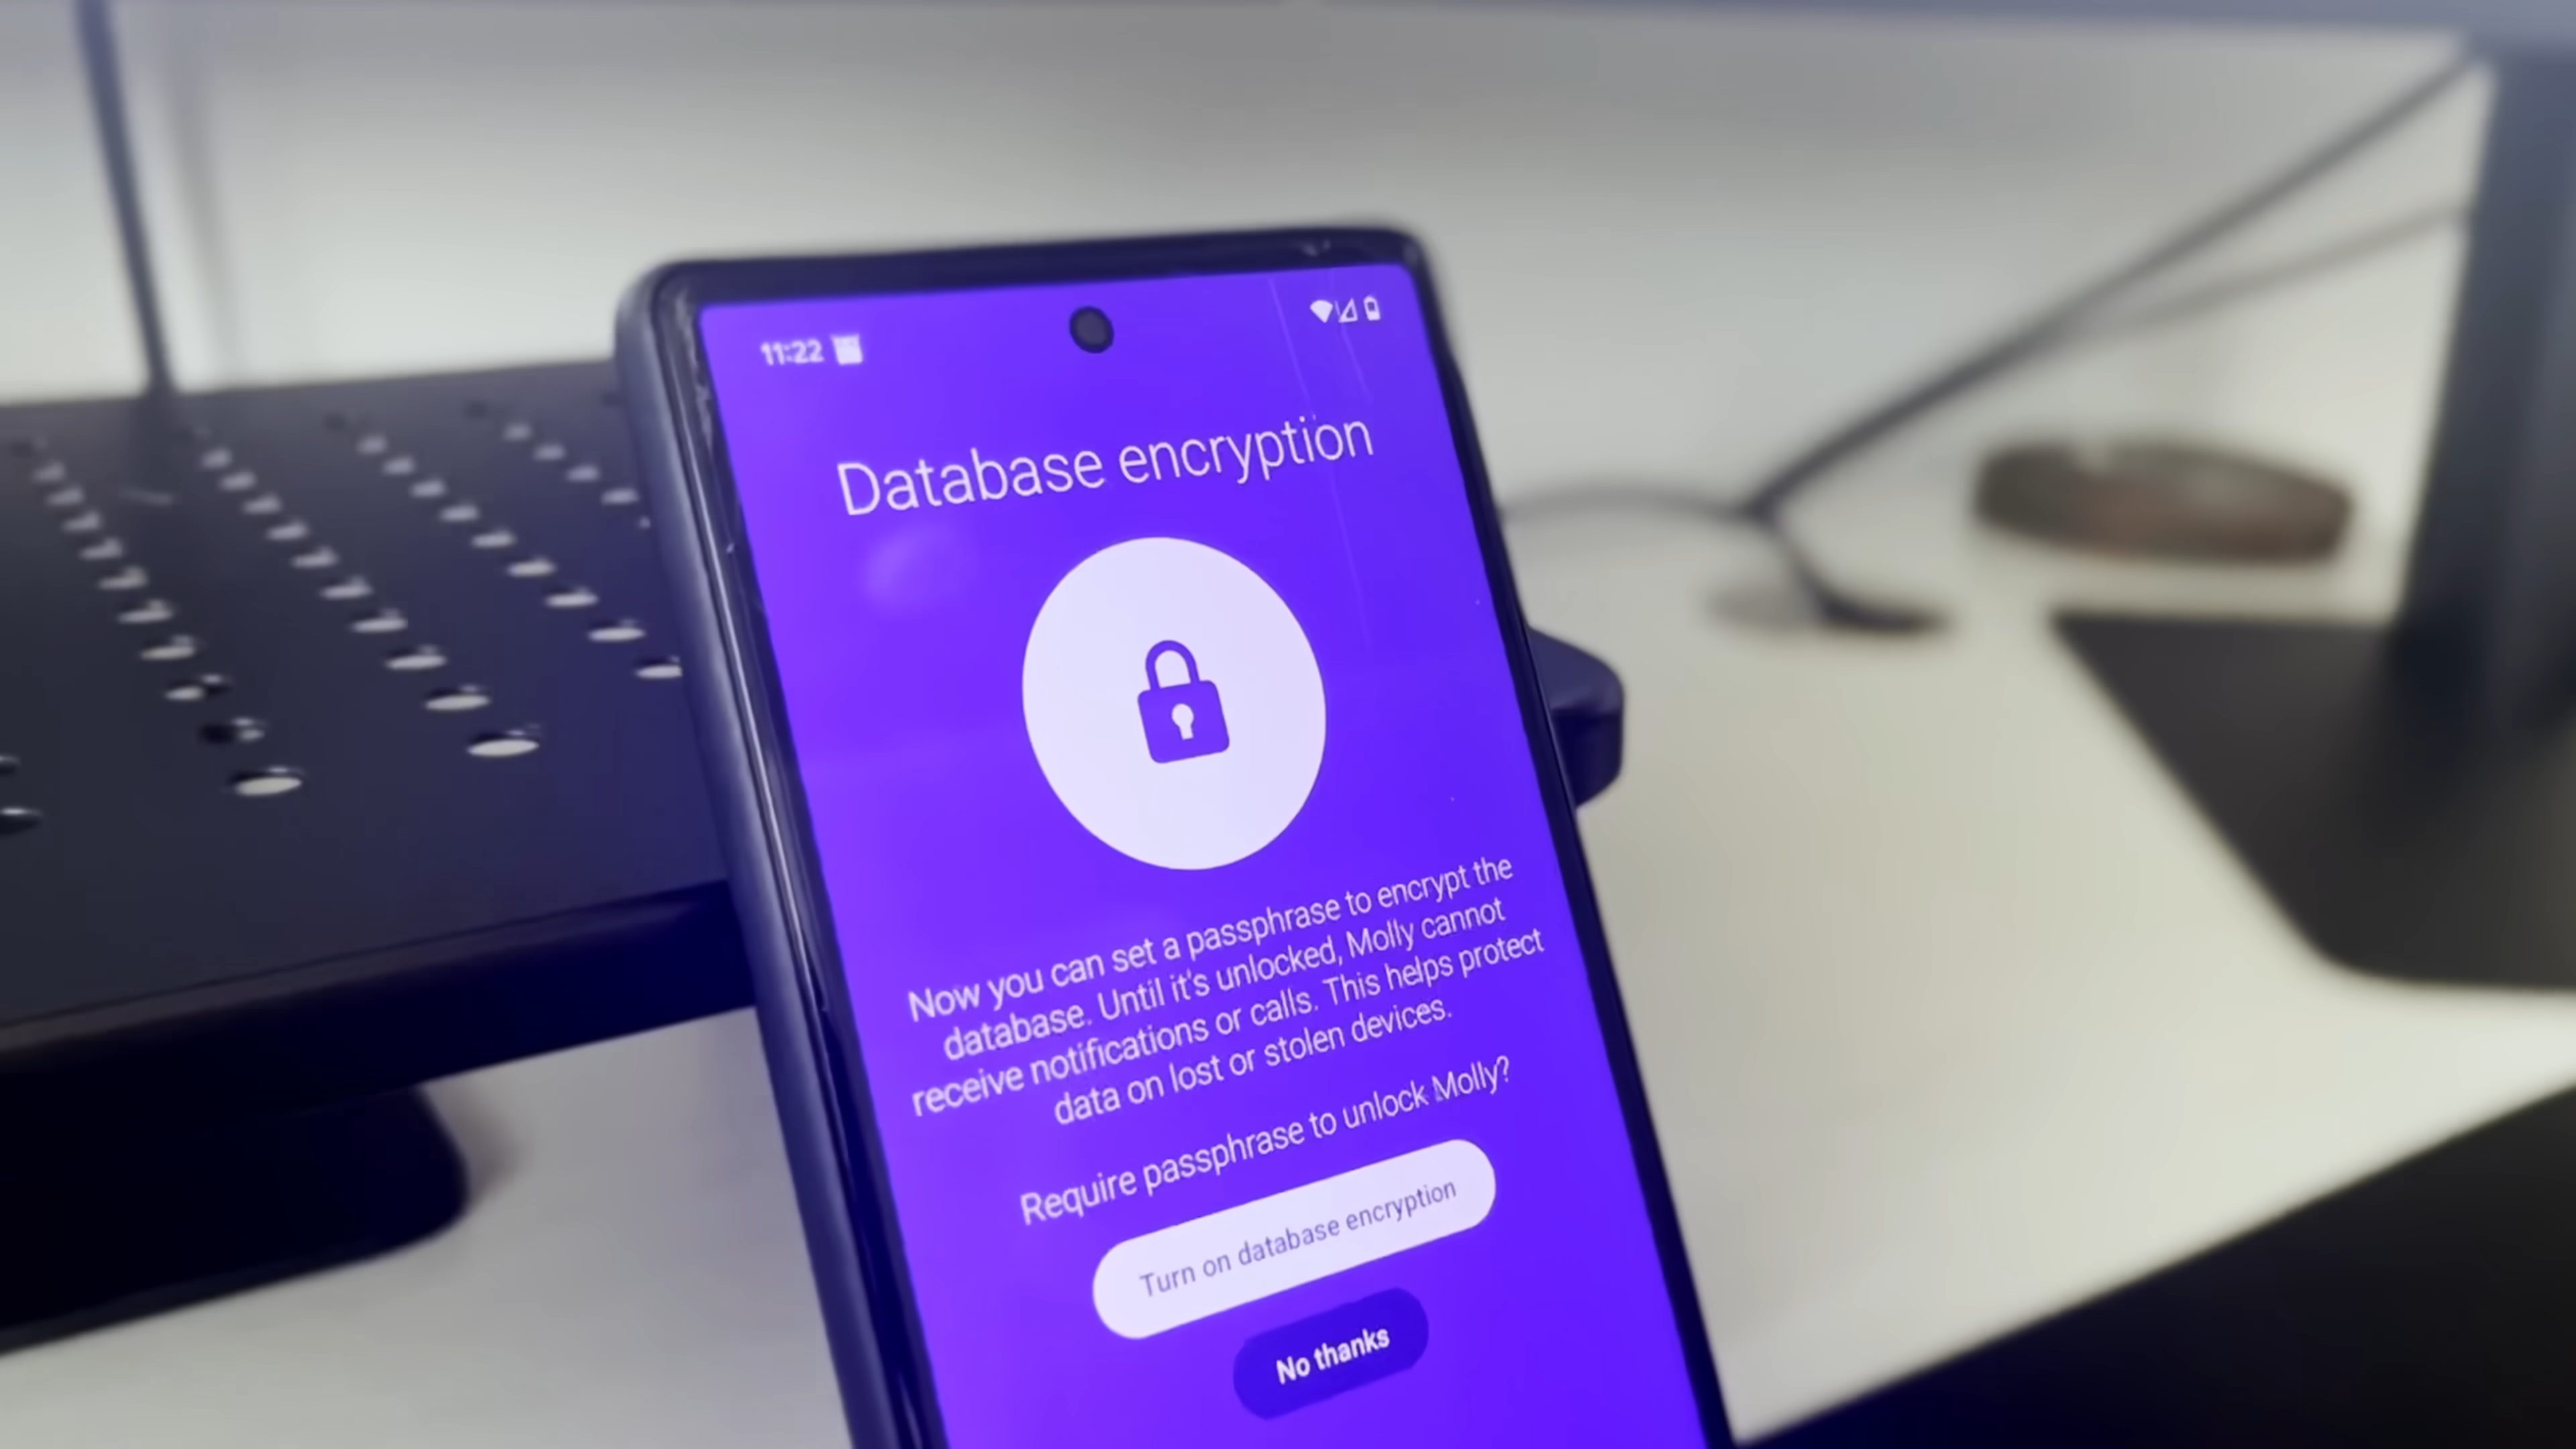 11:22
Database encryption
Now you can set a passphrase to encrypt the
database. Until it's unlocked, Molly cannot
receive notifications or calls. This helps protect
data on lost or stolen devices.
Require passphrase to unlock Molly?
Turn on database encryption
No thanks